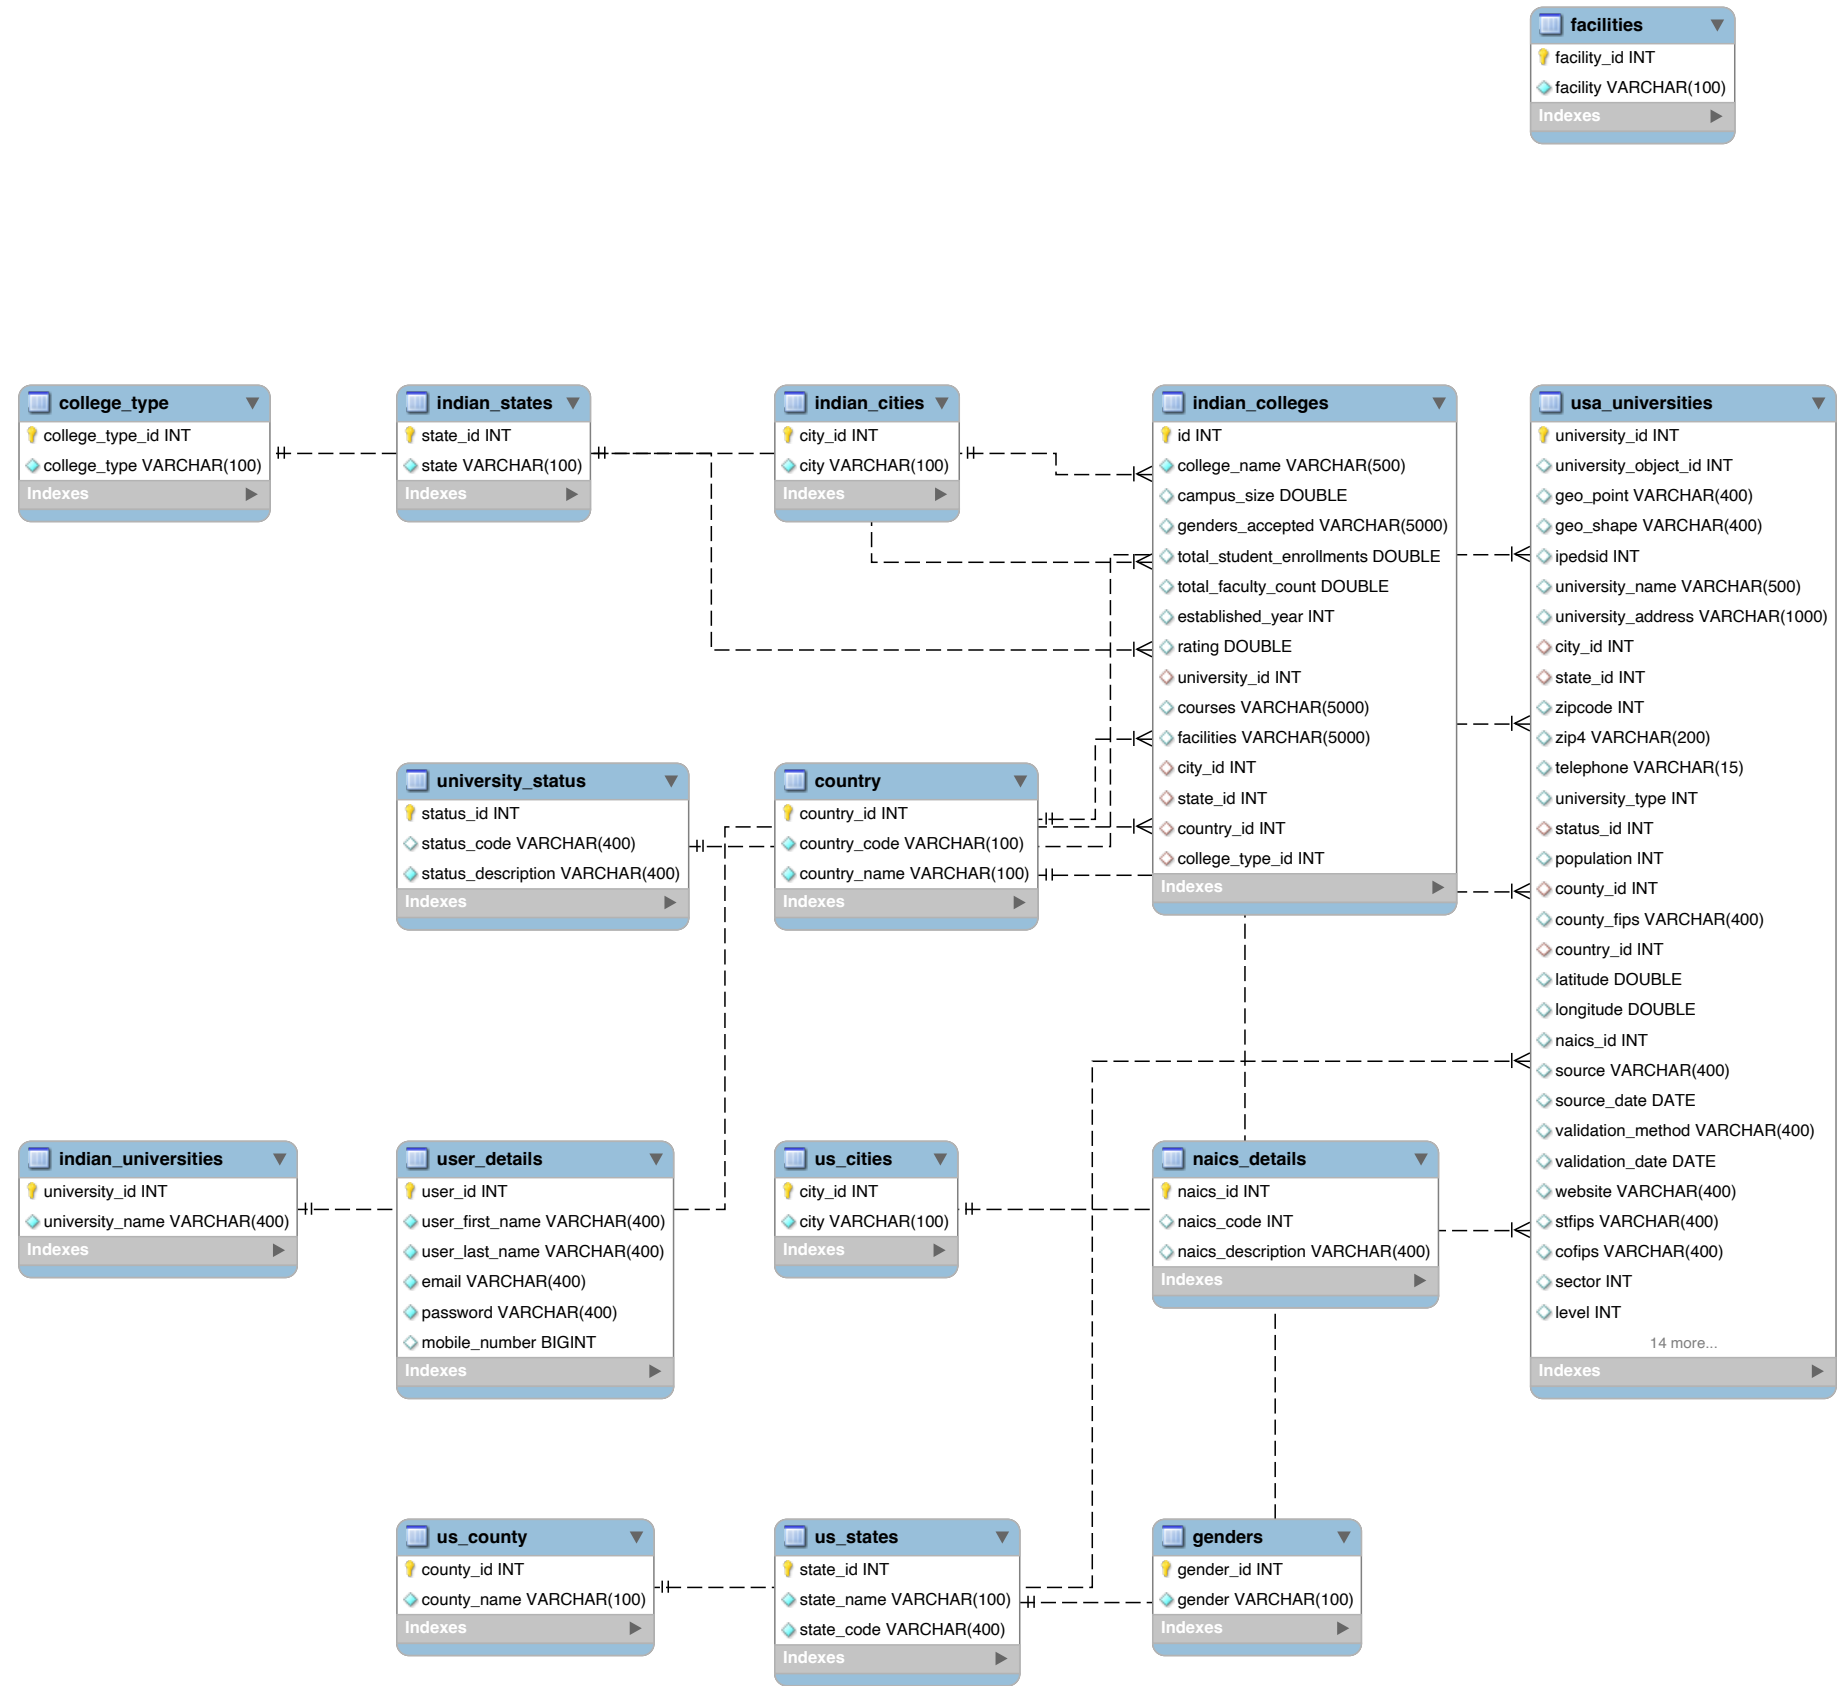 facilities
facility_id INT
facility VARCHAR(100)
Indexes
college_type
college_type_id INT
college_type VARCHAR(100)
Indexes
indian_states
state_id INT
state VARCHAR(100)
Indexes
indian_cities
city_id INT
city VARCHAR(100)
Indexes
indian_colleges
id INT
college_name VARCHAR(500)
campus_size DOUBLE
genders_accepted VARCHAR(5000)
total_student_enrollments DOUBLE
total_faculty_count DOUBLE
established_year INT
rating DOUBLE
university_id INT
courses VARCHAR(5000)
facilities VARCHAR(5000)
city_id INT
state_id INT
country_id INT
college_type_id INT
Indexes
usa_universities
university_id INT
university_object_id INT
geo_point VARCHAR(400)
geo_shape VARCHAR(400)
ipedsid INT
university_name VARCHAR(500)
university_address VARCHAR(1000)
city_id INT
state_id INT
zipcode INT
zip4 VARCHAR(200)
telephone VARCHAR(15)
university_type INT
status_id INT
population INT
county_id INT
county_fips VARCHAR(400)
country_id INT
latitude DOUBLE
longitude DOUBLE
naics_id INT
source VARCHAR(400)
source_date DATE
validation_method VARCHAR(400)
validation_date DATE
website VARCHAR(400)
stfips VARCHAR(400)
cofips VARCHAR(400)
sector INT
level INT
14 more...
Indexes
university_status
status_id INT
status_code VARCHAR(400)
status_description VARCHAR(400)
Indexes
country
country_id INT
country_code VARCHAR(100)
country_name VARCHAR(100)
Indexes
indian_universities
university_id INT
university_name VARCHAR(400)
Indexes
user_details
user_id INT
user_first_name VARCHAR(400)
user_last_name VARCHAR(400)
email VARCHAR(400)
password VARCHAR(400)
mobile_number BIGINT
Indexes
us_cities
city_id INT
city VARCHAR(100)
Indexes
naics_details
naics_id INT
naics_code INT
naics_description VARCHAR(400)
Indexes
us_county
county_id INT
county_name VARCHAR(100)
Indexes
us_states
state_id INT
state_name VARCHAR(100)
state_code VARCHAR(400)
Indexes
genders
gender_id INT
gender VARCHAR(100)
Indexes